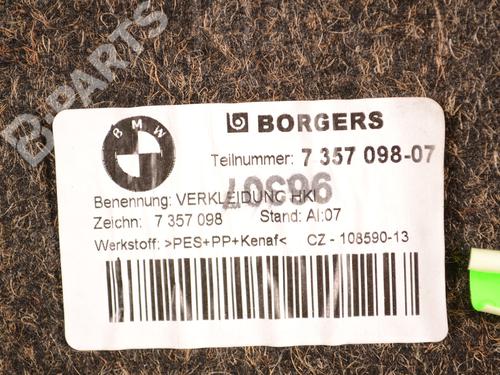 B-PARTS
BMW
BORGERS
Teilnummer: 7 357 098-07
96307
Benennung: VERKLEIDUNG HKL
Zeichn: 7 357 098 Stand: AI:07
Werkstoff: >PES+PP+Kenaf< CZ - 108590-13